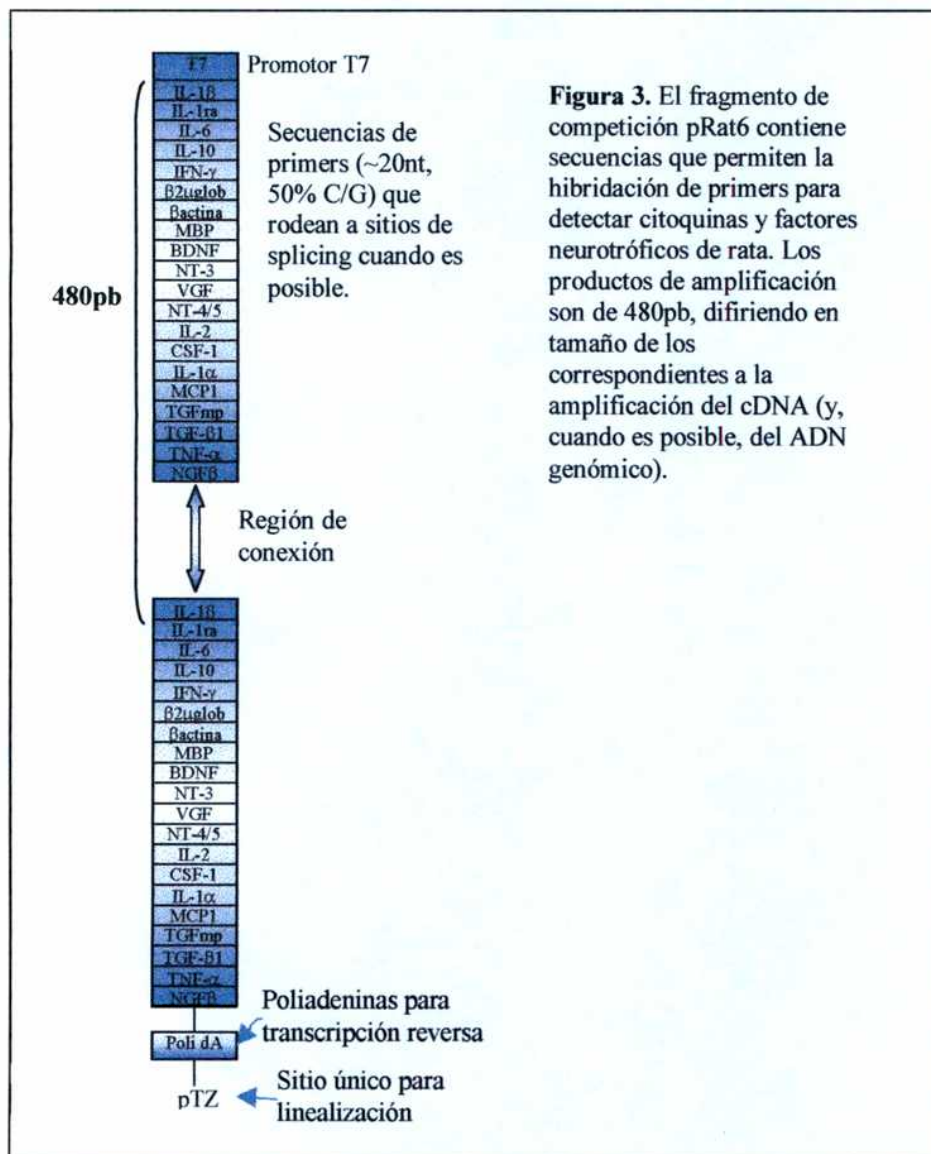 T7
Promotor T7
IL-1ß
IL-1ra
IL-6
IL-10
IFN-γ
β2µglob
βactina
MBP
BDNF
NT-3
VGF
NT-4/5
IL-2
CSF-1
IL-1α
MCP1
TGFmp
TGF-ß1
TNF-α
NGFβ
480pb
Secuencias de
primers (~20nt,
50% C/G) que
rodean a sitios de
splicing cuando es
posible.
Figura 3. El fragmento de
competición pRat6 contiene
secuencias que permiten la
hibridación de primers para
detectar citoquinas y factores
neurotróficos de rata. Los
productos de amplificación
son de 480pb, difiriendo en
tamaño de los
correspondientes a la
amplificación del cDNA (y,
cuando es posible, del ADN
genómico).
Región de
conexión
IL-1ß
IL-1ra
IL-6
IL-10
IFN-γ
β2µglob
βactina
MBP
BDNF
NT-3
VGF
NT-4/5
IL-2
CSF-1
IL-1α
MCP1
TGFmp
TGF-ß1
TNF-α
NGFβ
Poliadeninas para
transcripción reversa
Poli dA
pTZ
Sitio único para
linealización